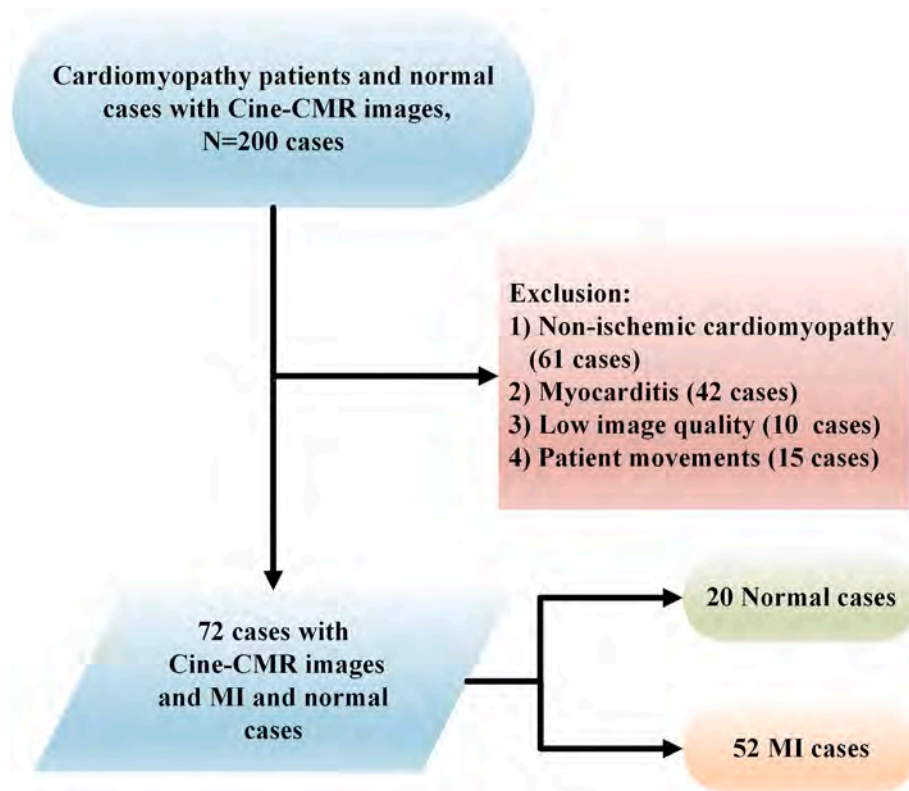 Cardiomyopathy patients and normal
cases with Cine-CMR images,
N=200 cases
Exclusion:
1) Non-ischemic cardiomyopathy
(61 cases)
2) Myocarditis (42 cases)
3) Low image quality (10 cases)
4) Patient movements (15 cases)
72 cases with
Cine-CMR images
and MI and normal
cases
20 Normal cases
52 MI cases